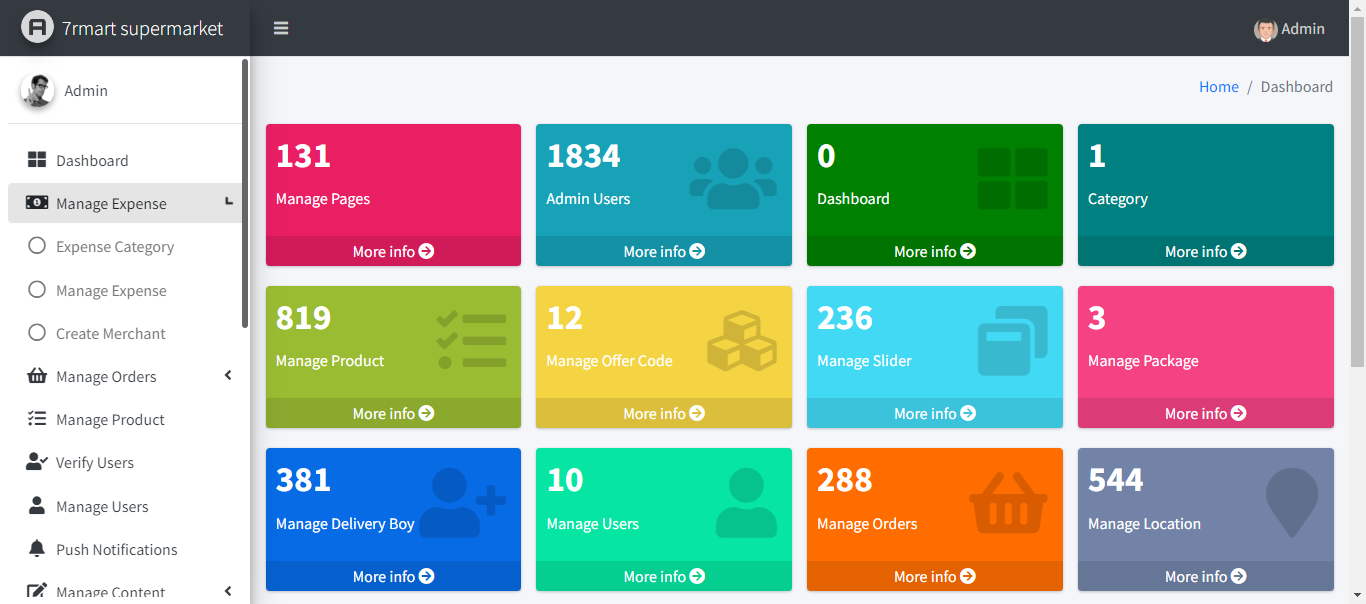 7rmart supermarket
Admin
Home / Dashboard
Admin
Dashboard
Manage Expense
Expense Category
Manage Expense
Create Merchant
Manage Orders
Manage Product
Verify Users
Manage Users
Push Notifications
Manage Content
131
Manage Pages
More info
1834
Admin Users
More info
0
Dashboard
More info
1
Category
More info
819
Manage Product
More info
12
Manage Offer Code
More info
236
Manage Slider
More info
3
Manage Package
More info
381
Manage Delivery Boy
More info
10
Manage Users
More info
288
Manage Orders
More info
544
Manage Location
More info